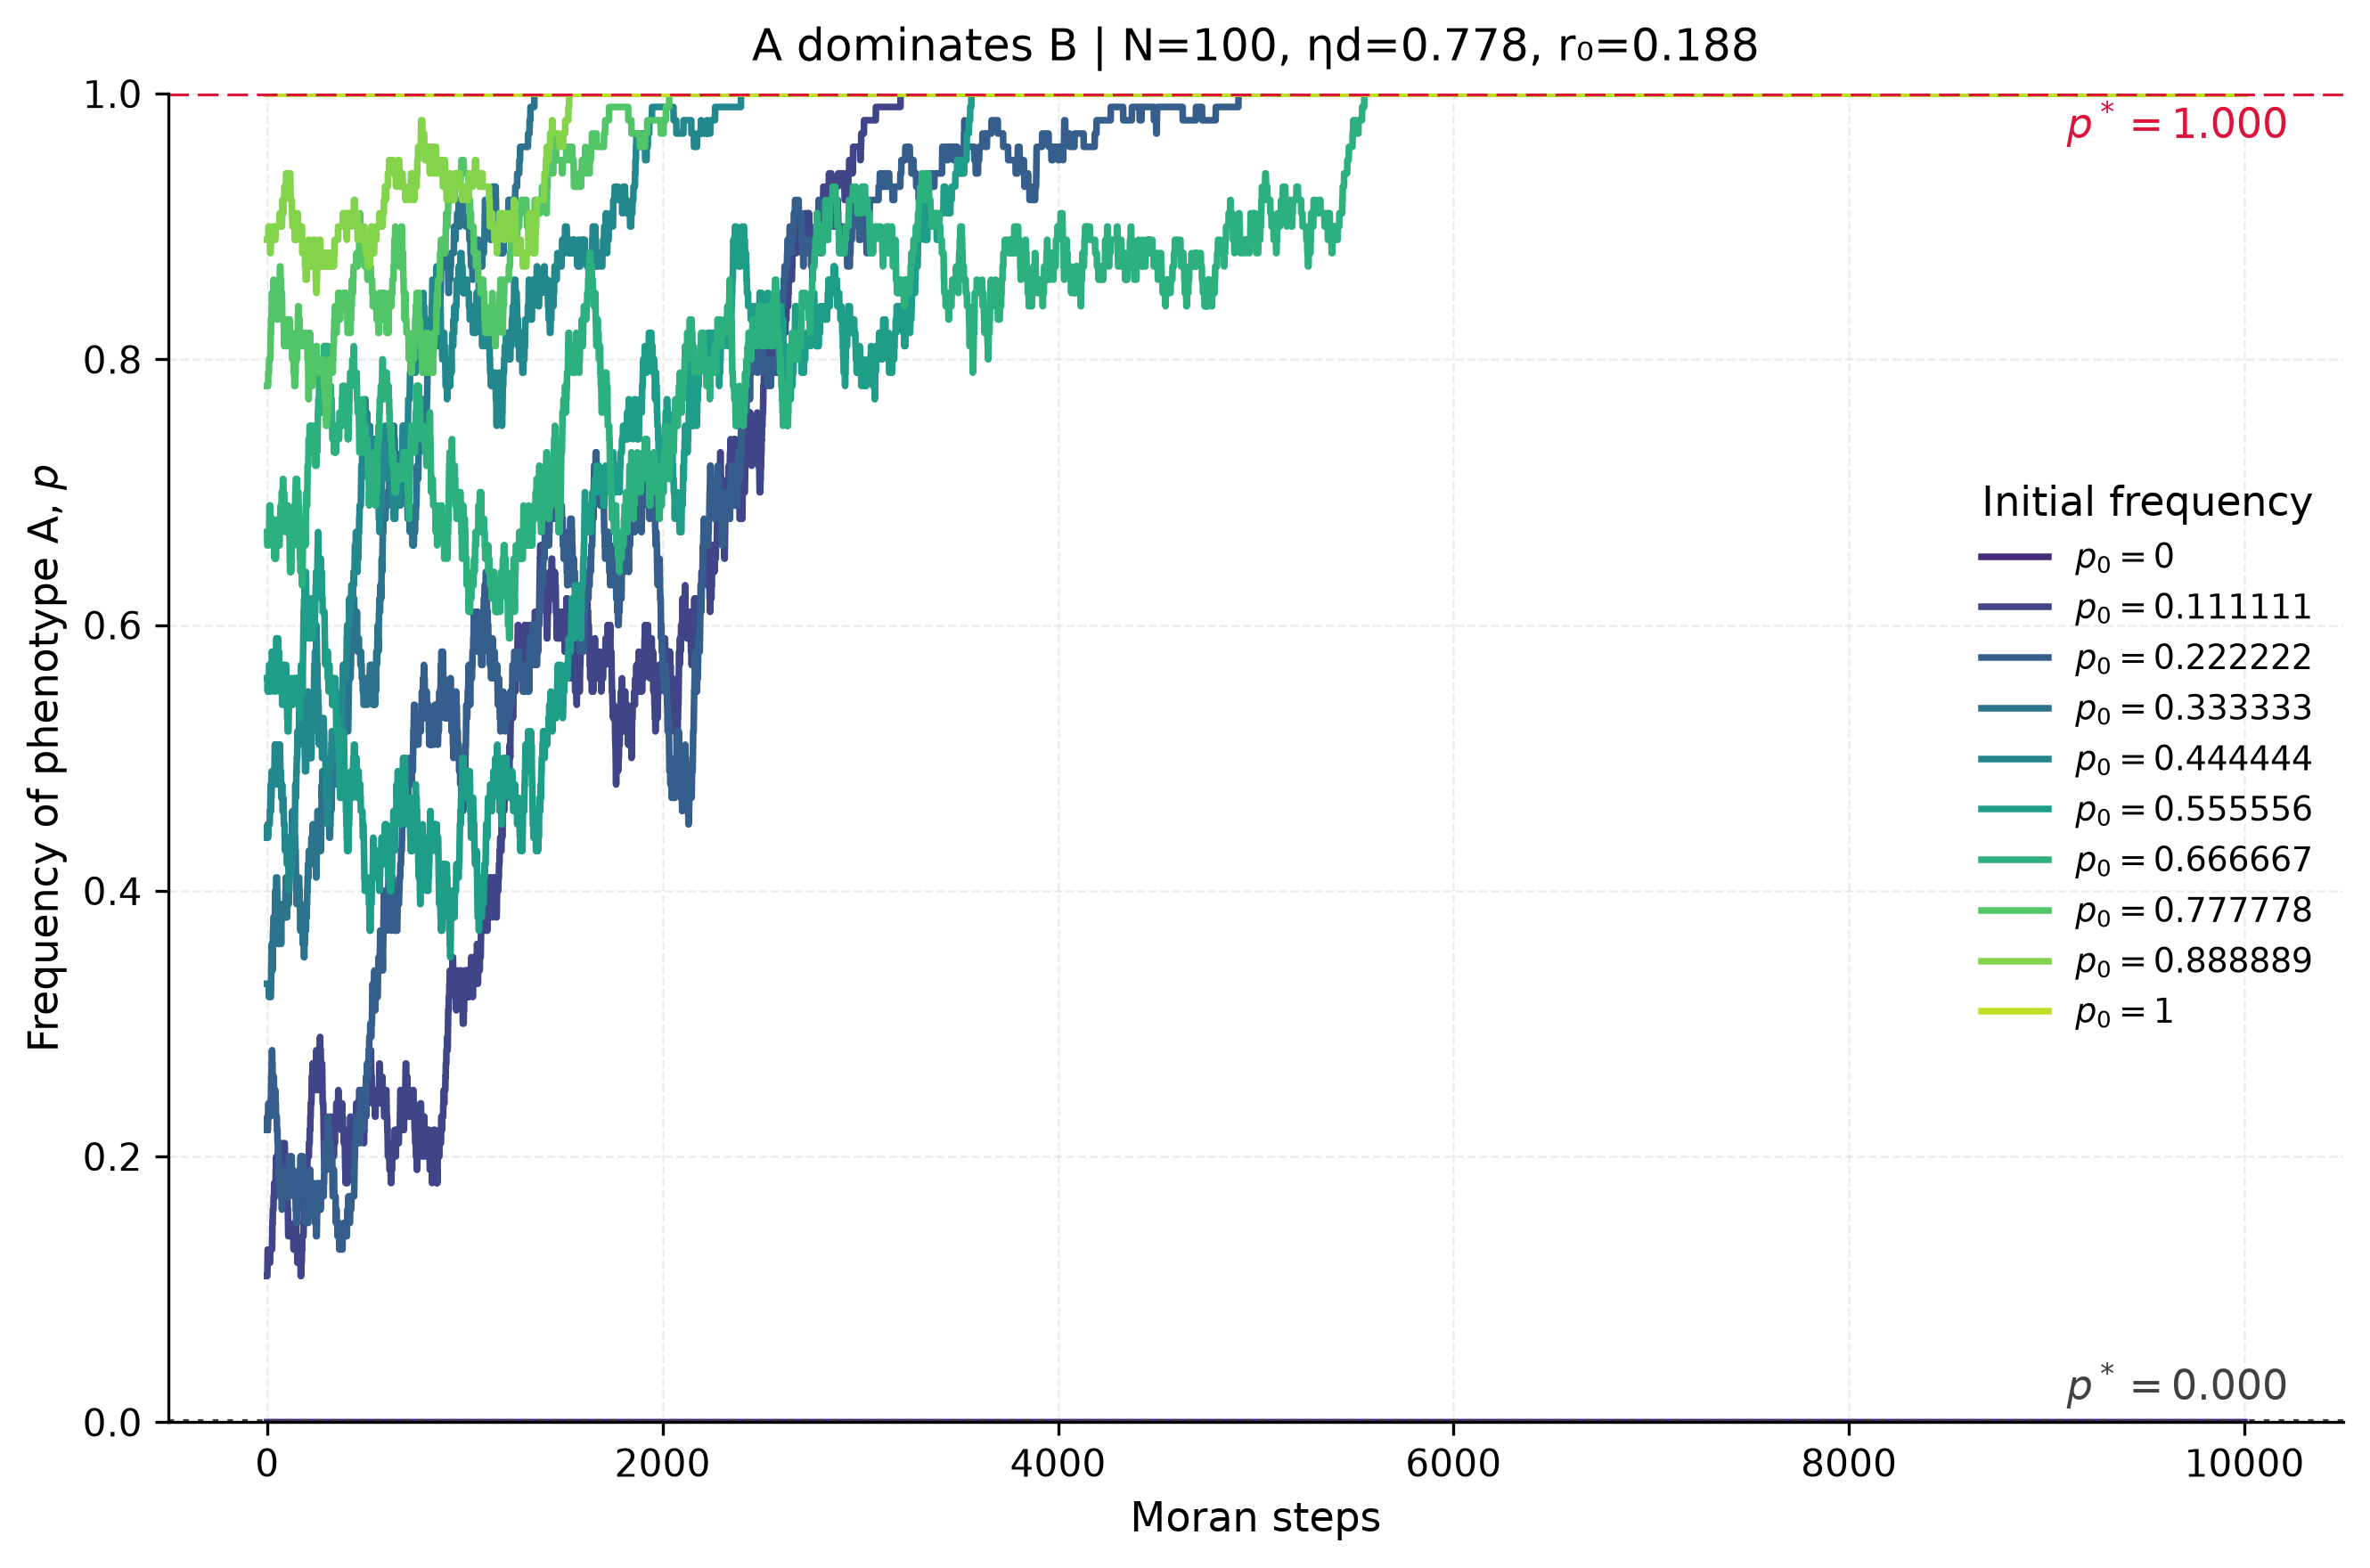 A dominates B | N=100, ηd=0.778, r₀=0.188
1.0
0.8
0.6
0.4
0.2
0.0
Frequency of phenotype A, p
p* = 1.000
Initial frequency
p₀ = 0
p₀ = 0.111111
p₀ = 0.222222
p₀ = 0.333333
p₀ = 0.444444
p₀ = 0.555556
p₀ = 0.666667
p₀ = 0.777778
p₀ = 0.888889
p₀ = 1
p* = 0.000
0 2000 4000 6000 8000 10000
Moran steps